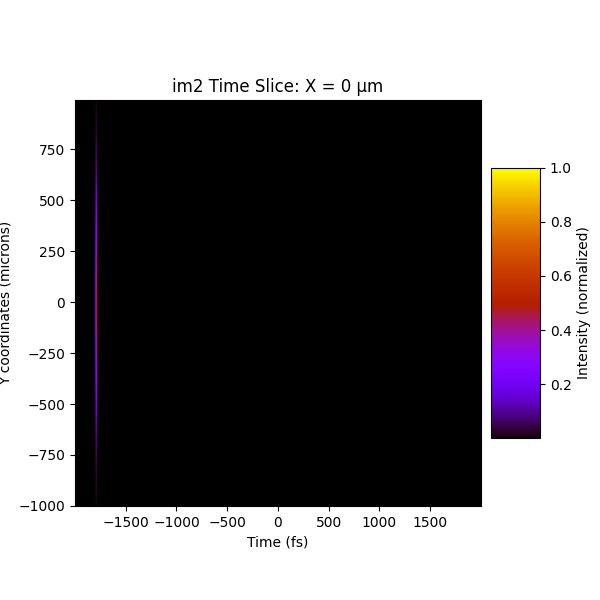 im2 Time Slice: X = 0 μm
Y coordinates (microns)
750
500
250
0
−250
−500
−750
−1000
−1500 −1000 −500 0 500 1000 1500
Time (fs)
1.0
0.8
0.6
0.4
0.2
Intensity (normalized)